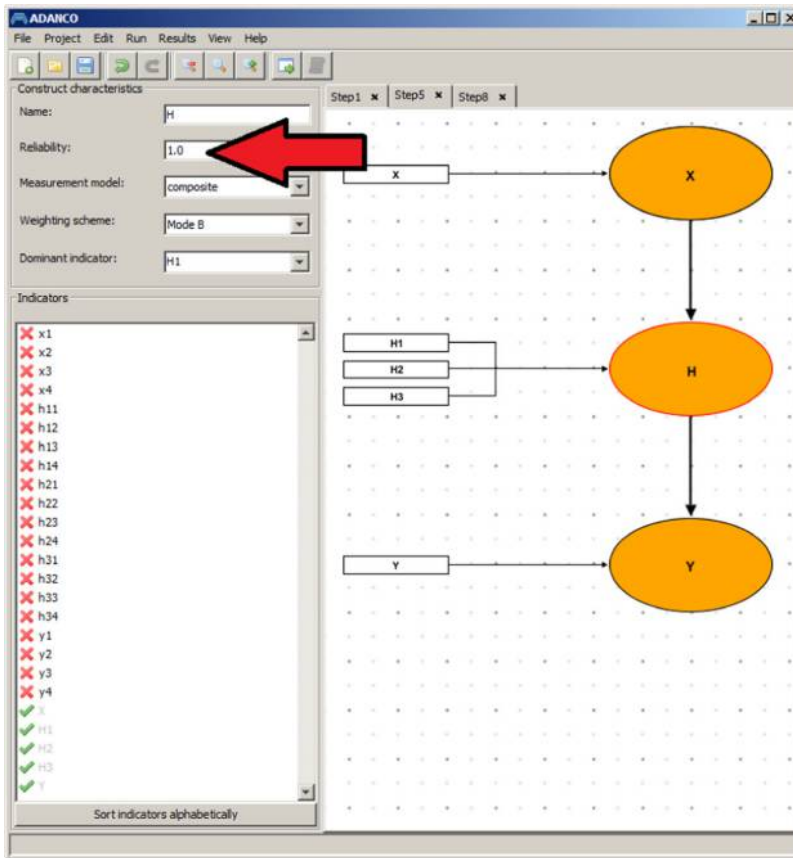 ADANCO
File Project Edit Run Results View Help
Construct characteristics
Name: H
Reliability: 1.0
Measurement model: composite
Weighting scheme: Mode B
Dominant indicator: H1
Indicators
x1
x2
x3
x4
h11
h12
h13
h14
h21
h22
h23
h24
h31
h32
h33
h34
y1
y2
y3
y4
X
H1
H2
H3
Y
Sort indicators alphabetically
Step1 Step5 Step8
X X
H1
H2 H
H3
Y Y